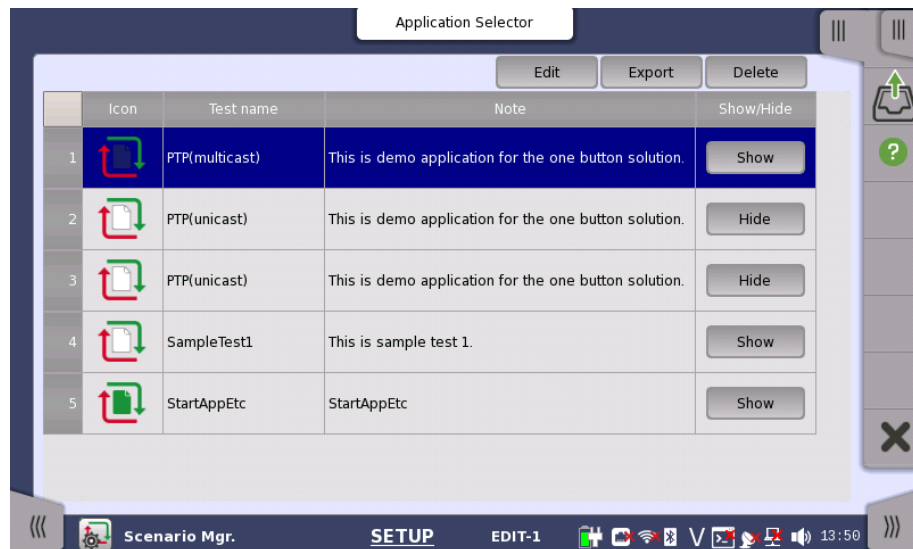 Application Selector
Edit Export Delete
Icon Test name Note Show/Hide
1 PTP(multicast) This is demo application for the one button solution. Show
2 PTP(unicast) This is demo application for the one button solution. Hide
3 PTP(unicast) This is demo application for the one button solution. Hide
4 SampleTest1 This is sample test 1. Show
5 StartAppEtc StartAppEtc Show
Scenario Mgr. SETUP EDIT-1 V 13:50